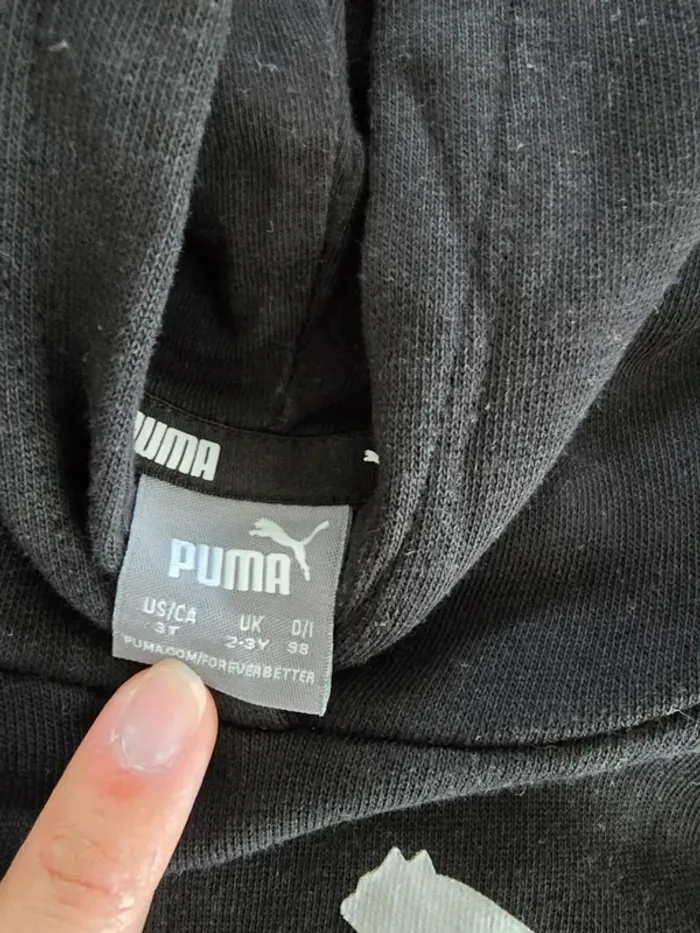 PUMA
PUMA
US/CA UK D/I
3T 2-3Y 98
PUMA.COM/FOREVERBETTER